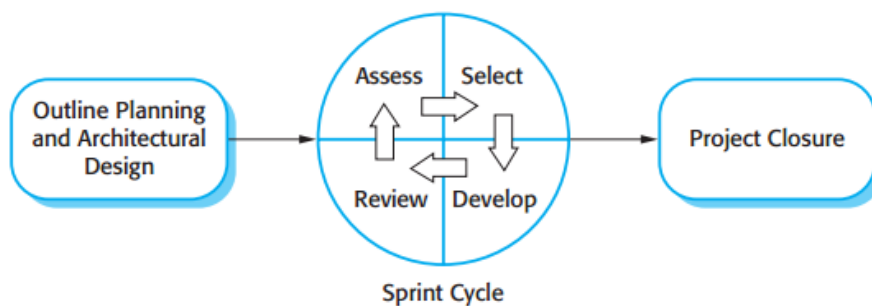 Outline Planning
and Architectural
Design
Assess
Select
Review
Develop
Project Closure
Sprint Cycle